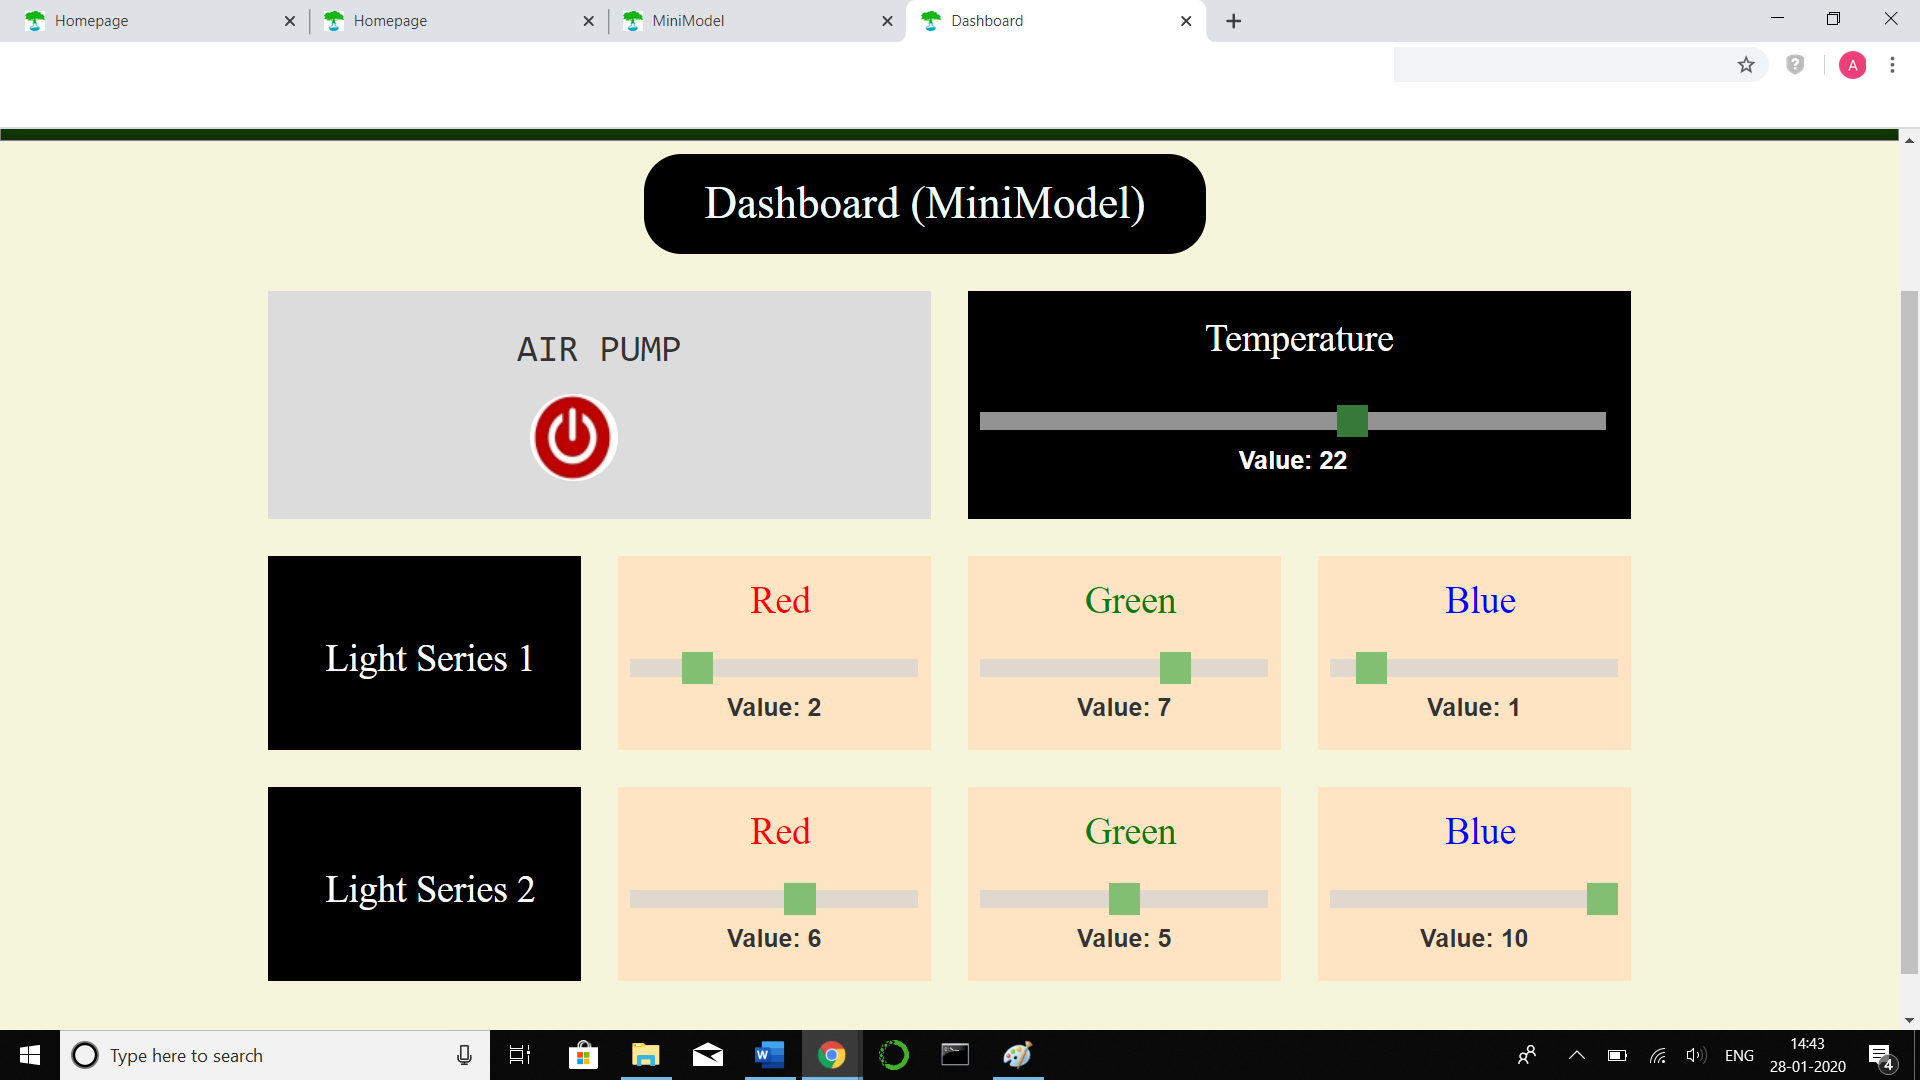 Homepage
Homepage
MiniModel
Dashboard
A
Dashboard (MiniModel)
AIR PUMP
Temperature
Value: 22
Light Series 1
Red
Value: 2
Green
Value: 7
Blue
Value: 1
Light Series 2
Red
Value: 6
Green
Value: 5
Blue
Value: 10
Type here to search
ENG
14:43
28-01-2020
4